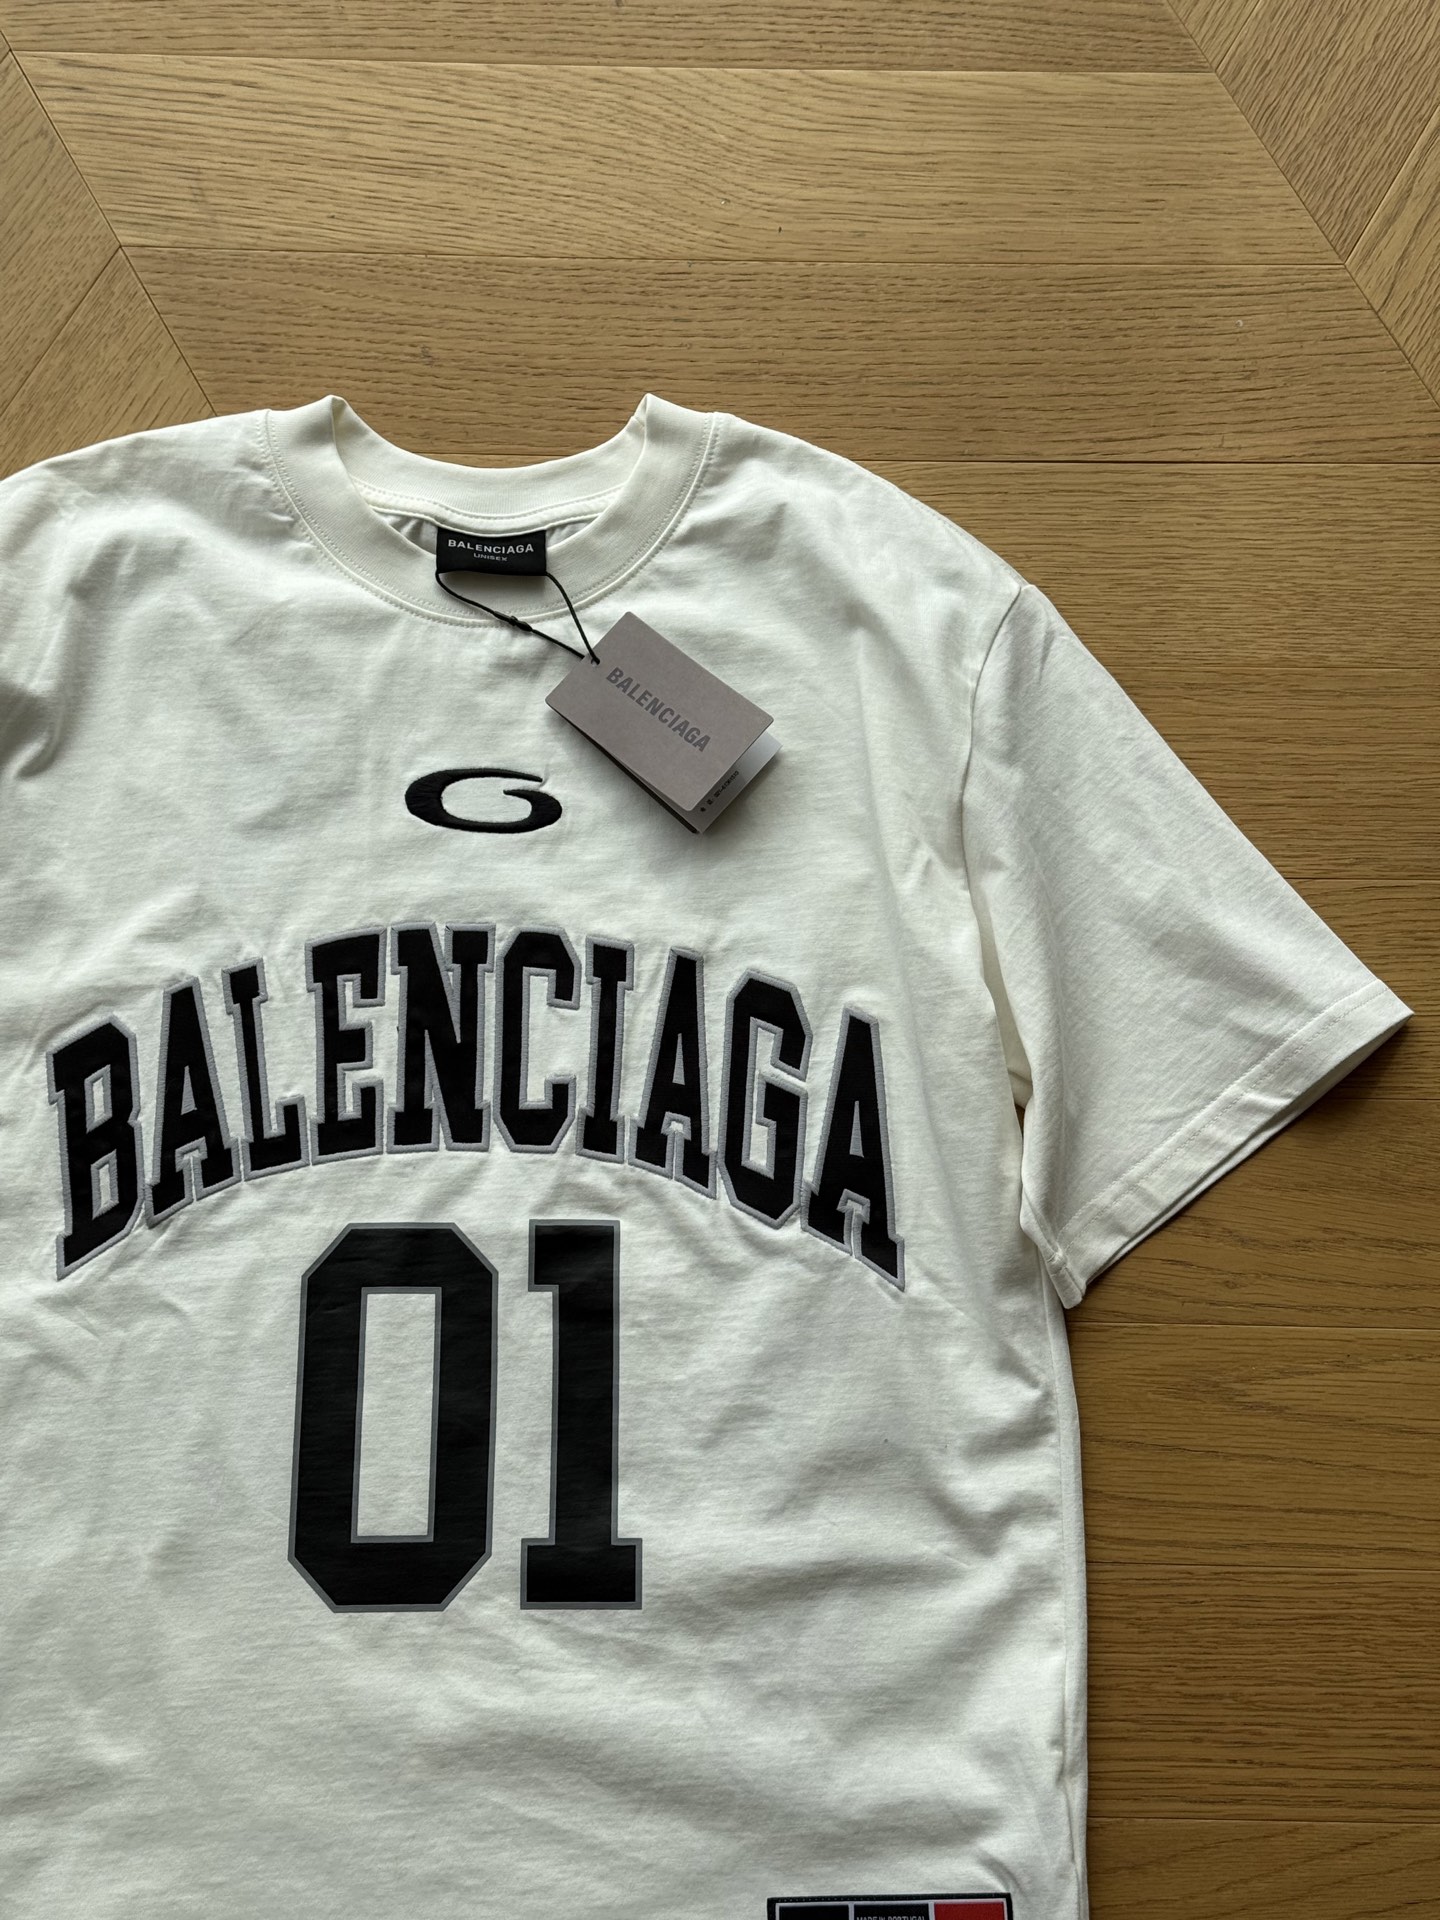 BALENCIAGA
UNISEX
BALENCIAGA
G
BALENCIAGA
01
MADE IN PORTUGAL